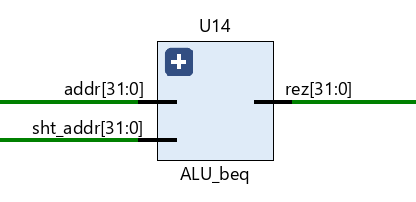 U14
addr[31:0]
rez[31:0]
sht_addr[31:0]
ALU_beq